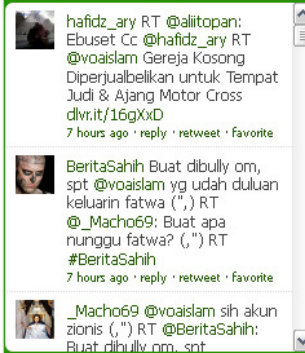 hafidz_ary RT @aliitopan:
Ebuset Cc @hafidz_ary RT
@voaislam Gereja Kosong
Diperjualbelikan untuk Tempat
Judi & Ajang Motor Cross
dlvr.it/16gXxD
7 hours ago · reply · retweet · favorite
BeritaSahih Buat dibully om,
spt @voaislam yg udah duluan
keluarin fatwa (",) RT
@_Macho69: Buat apa
nunggu fatwa? (,") RT
#BeritaSahih
7 hours ago · reply · retweet · favorite
_Macho69 @voaislam sih akun
zionis (,") RT @BeritaSahih:
Buat dibully om, spt